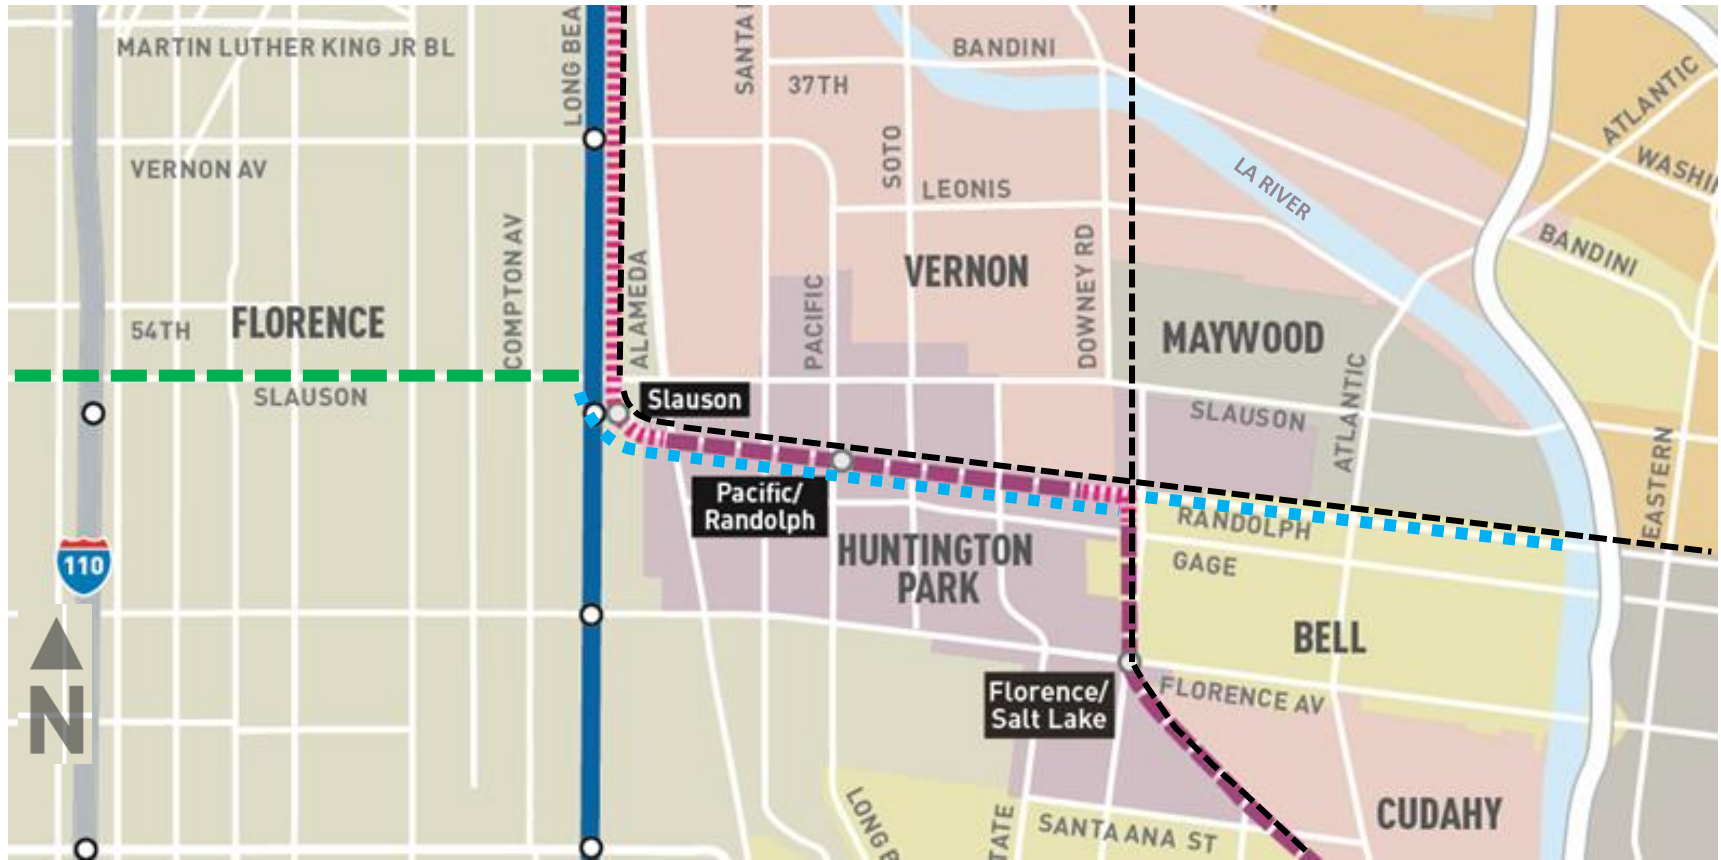 MARTIN LUTHER KING JR BL
LONG BEA
SANTA
BANDINI
37TH
ATLANTIC
WASHI
VERNON AV
SOTO
LEONIS
LA RIVER
COMPTON AV
ALAMEDA
PACIFIC
VERNON
DOWNEY RD
BANDINI
54TH
FLORENCE
MAYWOOD
SLAUSON
Slauson
SLAUSON
ATLANTIC
EASTERN
Pacific/
Randolph
RANDOLPH
HUNTINGTON
PARK
GAGE
110
BELL
N
Florence/
Salt Lake
FLORENCE AV
LONG B
TATE
SANTA ANA ST
CUDAHY